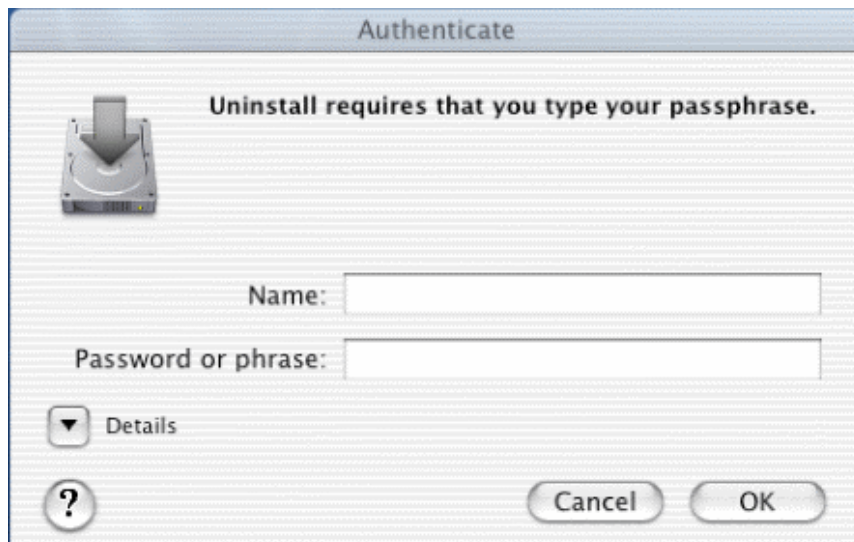 Authenticate
Uninstall requires that you type your passphrase.
Name:
Password or phrase:
Details
?
Cancel
OK